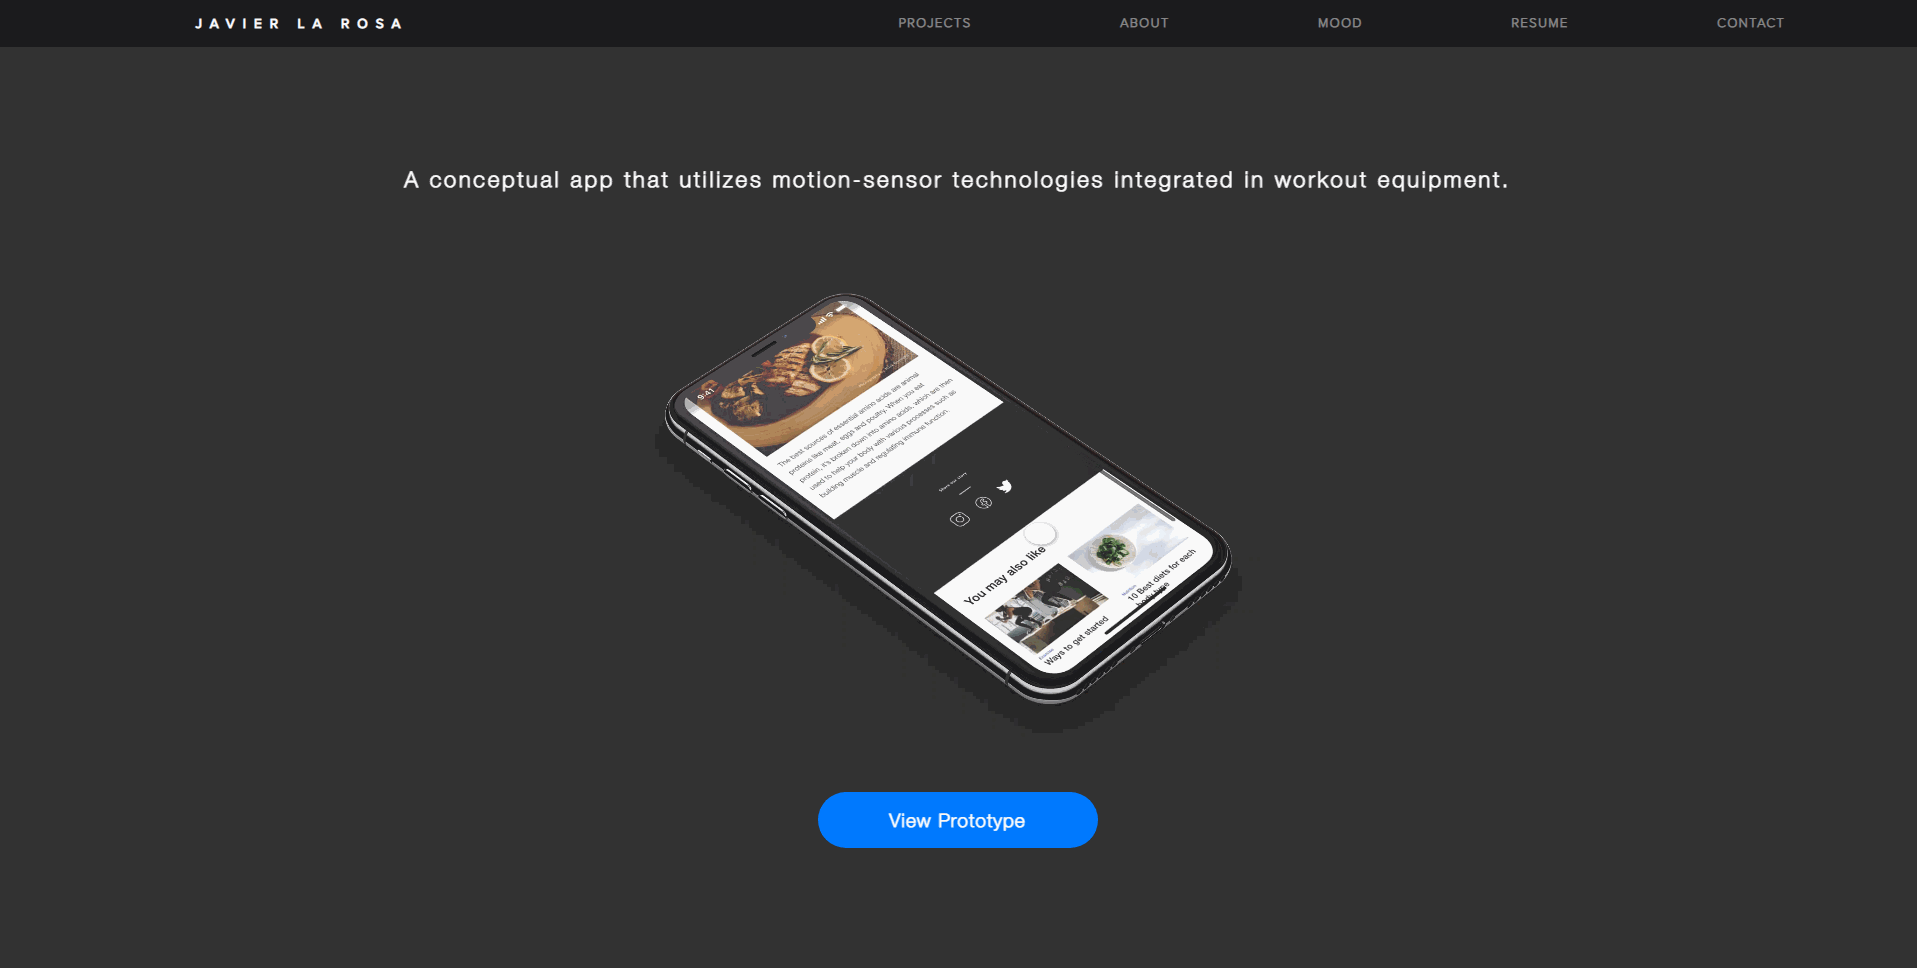 JAVIER LA ROSA
PROJECTS
ABOUT
MOOD
RESUME
CONTACT
A conceptual app that utilizes motion-sensor technologies integrated in workout equipment.
9:41
The best sources of essential amino acids are animal
proteins like meat, eggs and poultry. When you eat
protein, it's broken down into amino acids, which are then
used to help your body with various processes such as
building muscle and regulating immune function.
You may also like
Ways to get started
10 Best diets for each
body type
View Prototype